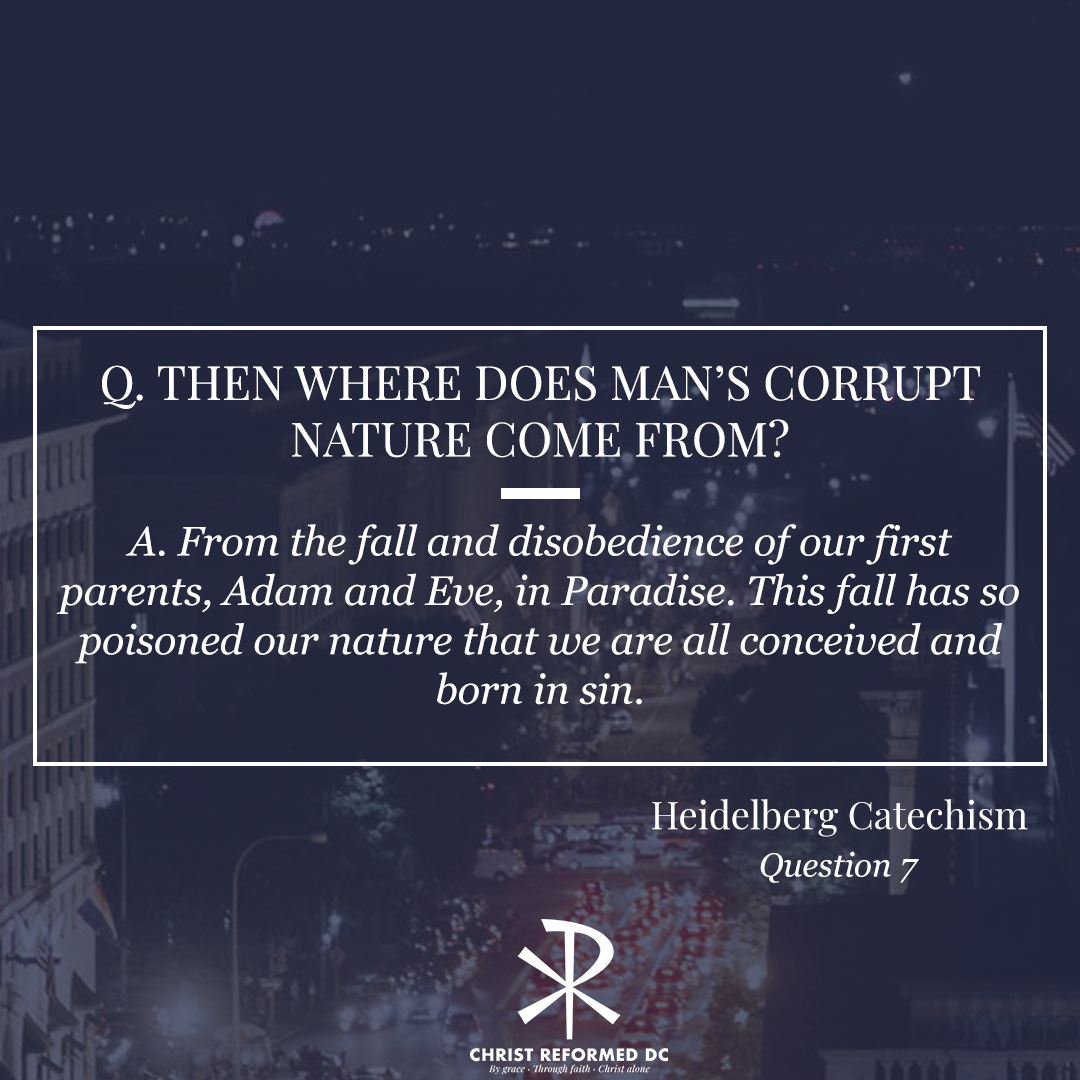 Q. THEN WHERE DOES MAN’S CORRUPT
NATURE COME FROM?
A. From the fall and disobedience of our first
parents, Adam and Eve, in Paradise. This fall has so
poisoned our nature that we are all conceived and
born in sin.
Heidelberg Catechism
Question 7
CHRIST REFORMED DC
By grace · Through faith · Christ alone